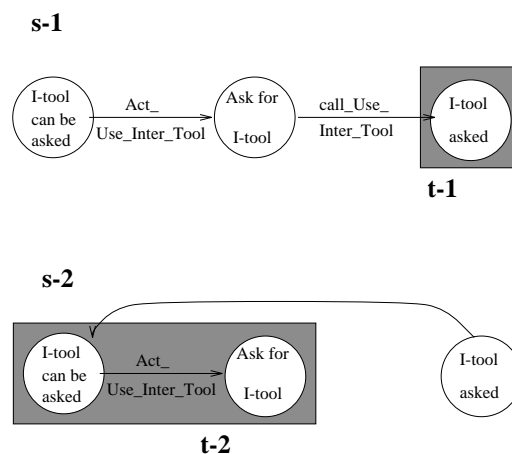 s-1
I-tool
can be
asked
Act_
Use_Inter_Tool
Ask for
I-tool
call_Use_
Inter_Tool
I-tool
asked
t-1
s-2
I-tool
can be
asked
Act_
Use_Inter_Tool
Ask for
I-tool
I-tool
asked
t-2